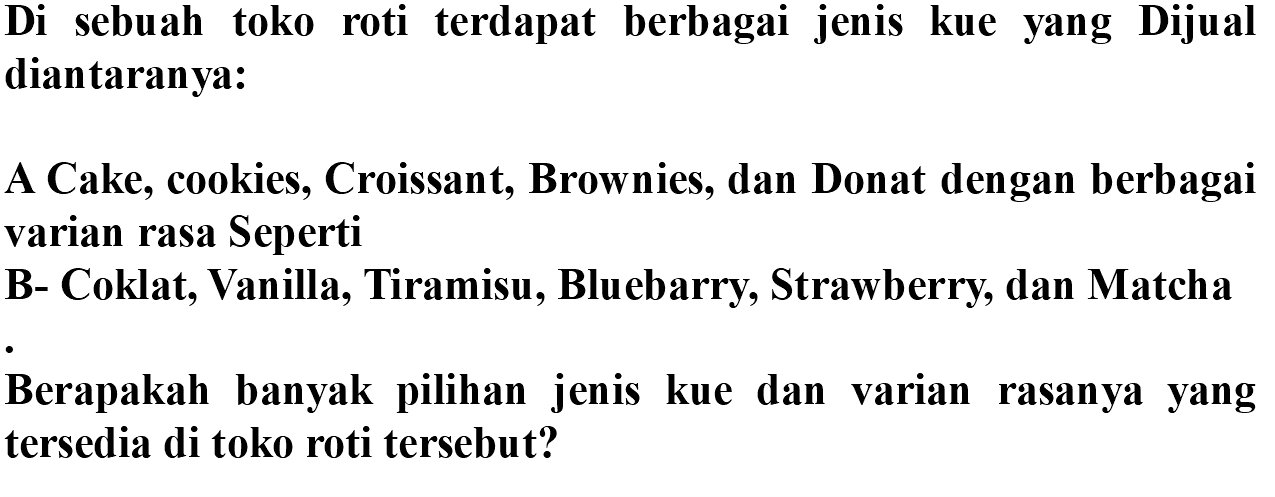 Di sebuah toko roti terdapat berbagai jenis kue yang Dijual
diantaranya:
A Cake, cookies, Croissant, Brownies, dan Donat dengan berbagai
varian rasa Seperti
B- Coklat, Vanilla, Tiramisu, Bluebarry, Strawberry, dan Matcha
.
Berapakah banyak pilihan jenis kue dan varian rasanya yang
tersedia di toko roti tersebut?